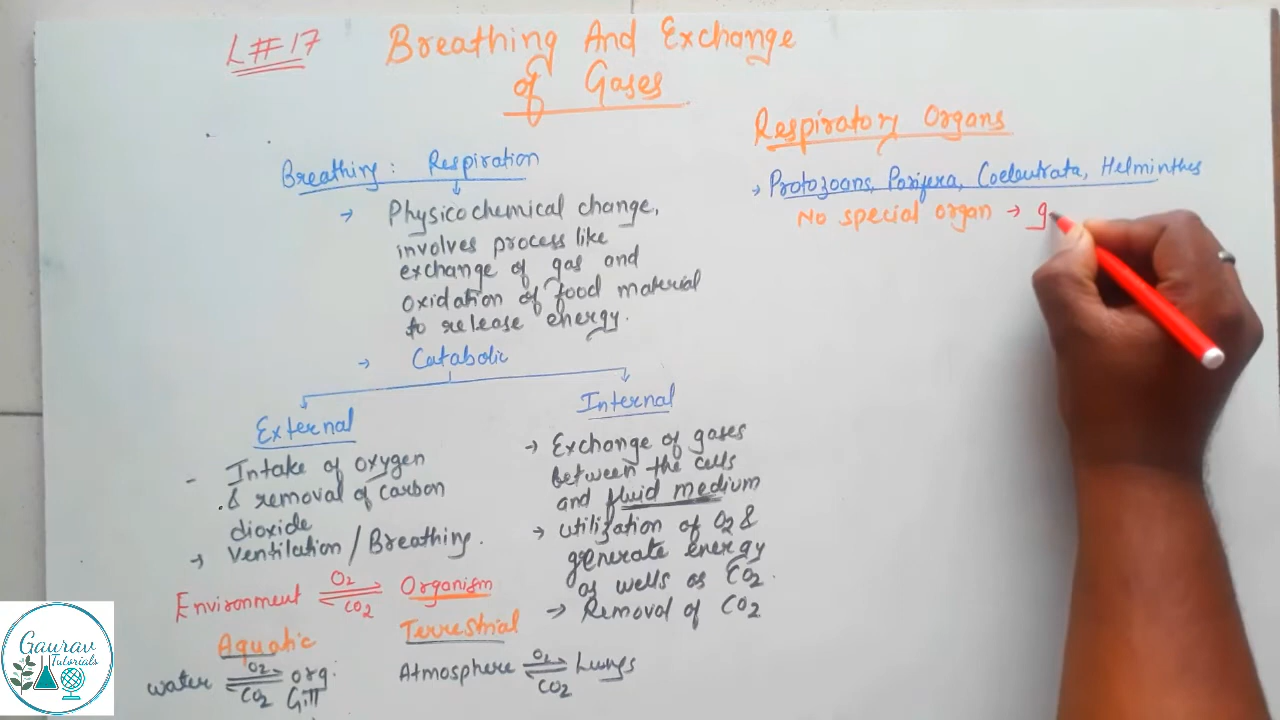 L#17
Breathing And Exchange
of Gases
Breathing: Respiration
→ Physicochemical change,
involves process like
exchange of gas and
oxidation of food material
to release energy.
→ Catabolic
External
- Intake of oxygen
& removal of carbon
dioxide
→ Ventilation / Breathing.
Environment O2 ⇌ CO2 Organism
Aquatic
water O2 ⇌ CO2 org.
Gill
Internal
→ Exchange of gases
between the cells
and fluid medium
→ utilization of O2 &
generate energy
as wells as CO2.
→ Removal of CO2
Terrestrial
Atmosphere O2 ⇌ CO2 Lungs
Respiratory Organs
→ Protozoans, Porifera, Coelentrata, Helminthes
No special organ → g
Gaurav
Tutorials